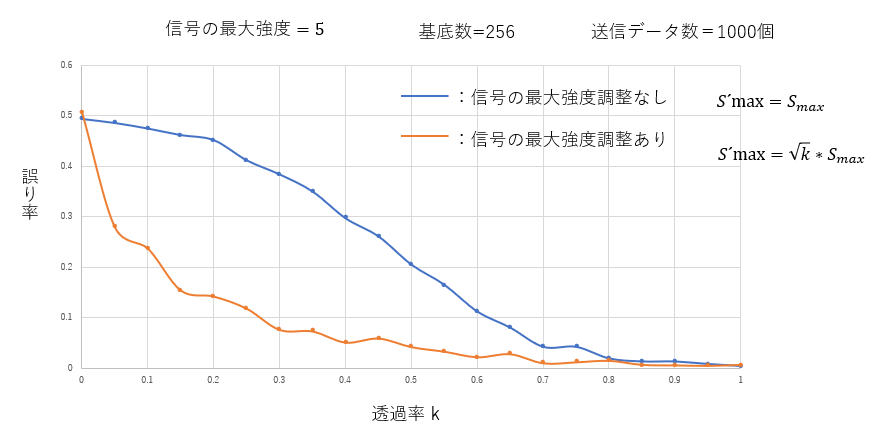 信号の最大強度 = 5 基底数=256 送信データ数＝1000個
0.6
0.5
0.4
0.3
0.2
0.1
0
誤り率
：信号の最大強度調整なし S´max = Smax
：信号の最大強度調整あり S´max = √k * Smax
0 0.1 0.2 0.3 0.4 0.5 0.6 0.7 0.8 0.9 1
透過率 k